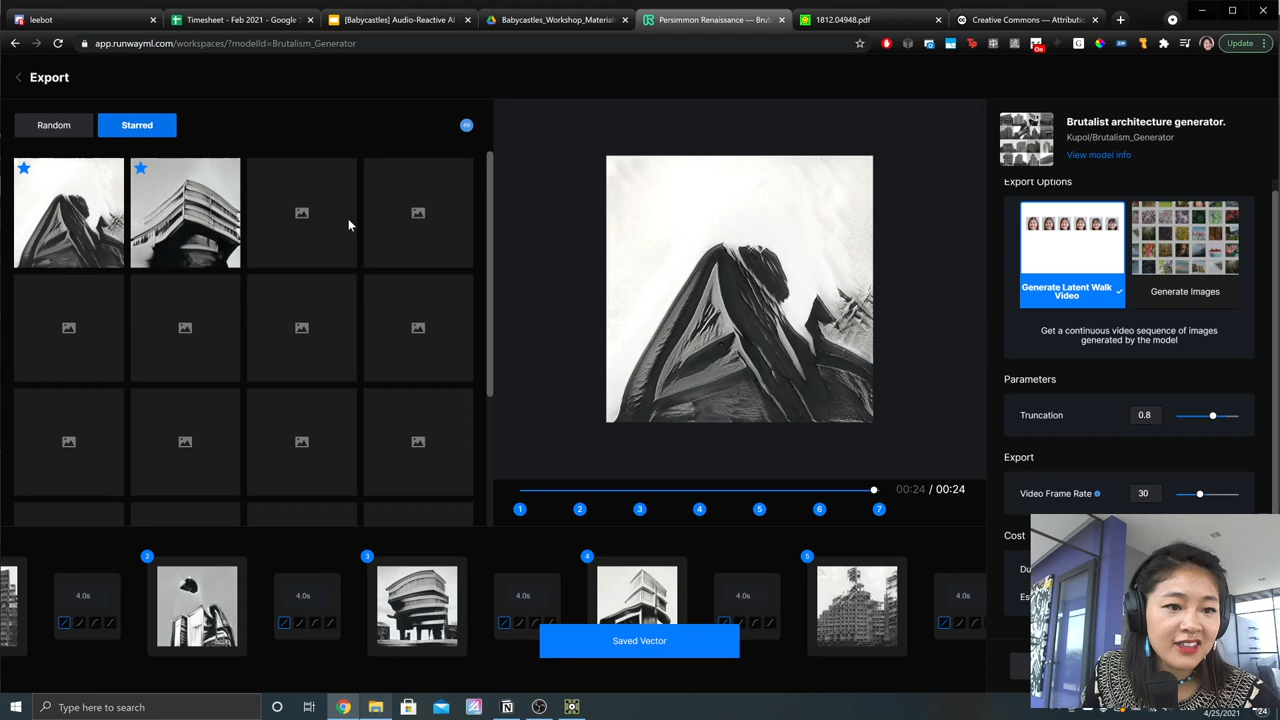 leebot
Timesheet - Feb 2021 - Google S
[Babycastles] Audio-Reactive AI
Babycastles_Workshop_Material
Persimmon Renaissance — Brut
1812.04948.pdf
Creative Commons — Attributio
app.runwayml.com/workspaces/?modelId=Brutalism_Generator
On
Update
Export
Random
Starred
Brutalist architecture generator.
Kupol/Brutalism_Generator
View model info
Export Options
Generate Latent Walk
Video
Generate Images
Get a continuous video sequence of images
generated by the model
Parameters
Truncation
0.8
Export
Video Frame Rate
30
00:24 / 00:24
1
2
3
4
5
6
7
Cost
2
3
4
5
4.0s
4.0s
4.0s
4.0s
4.0s
Saved Vector
Type here to search
4/25/2021
24